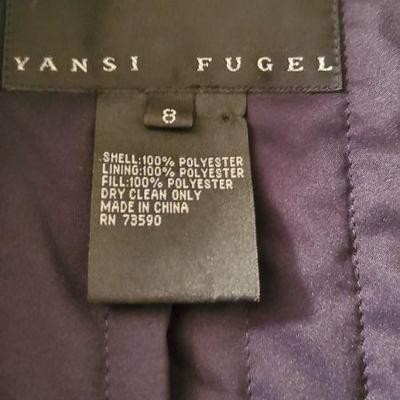 YANSI FUGEL
8
SHELL:100% POLYESTER
LINING:100% POLYESTER
FILL:100% POLYESTER
DRY CLEAN ONLY
MADE IN CHINA
RN 73590